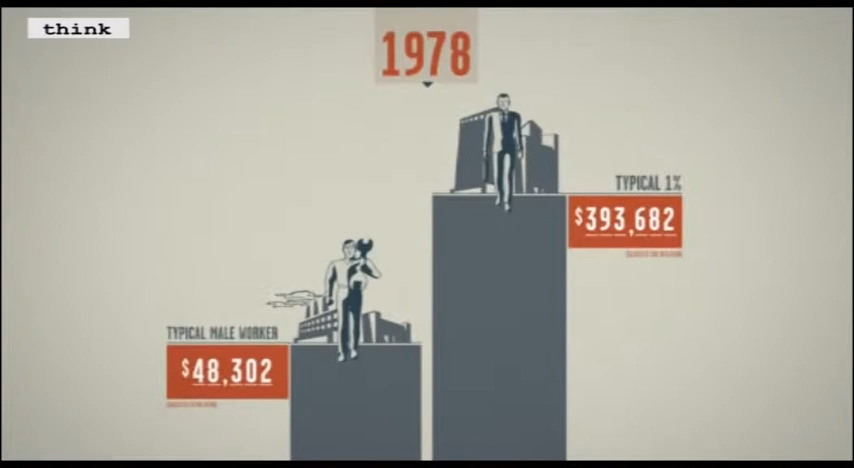 think
1978
TYPICAL 1%
$393,682
TYPICAL MALE WORKER
$48,302